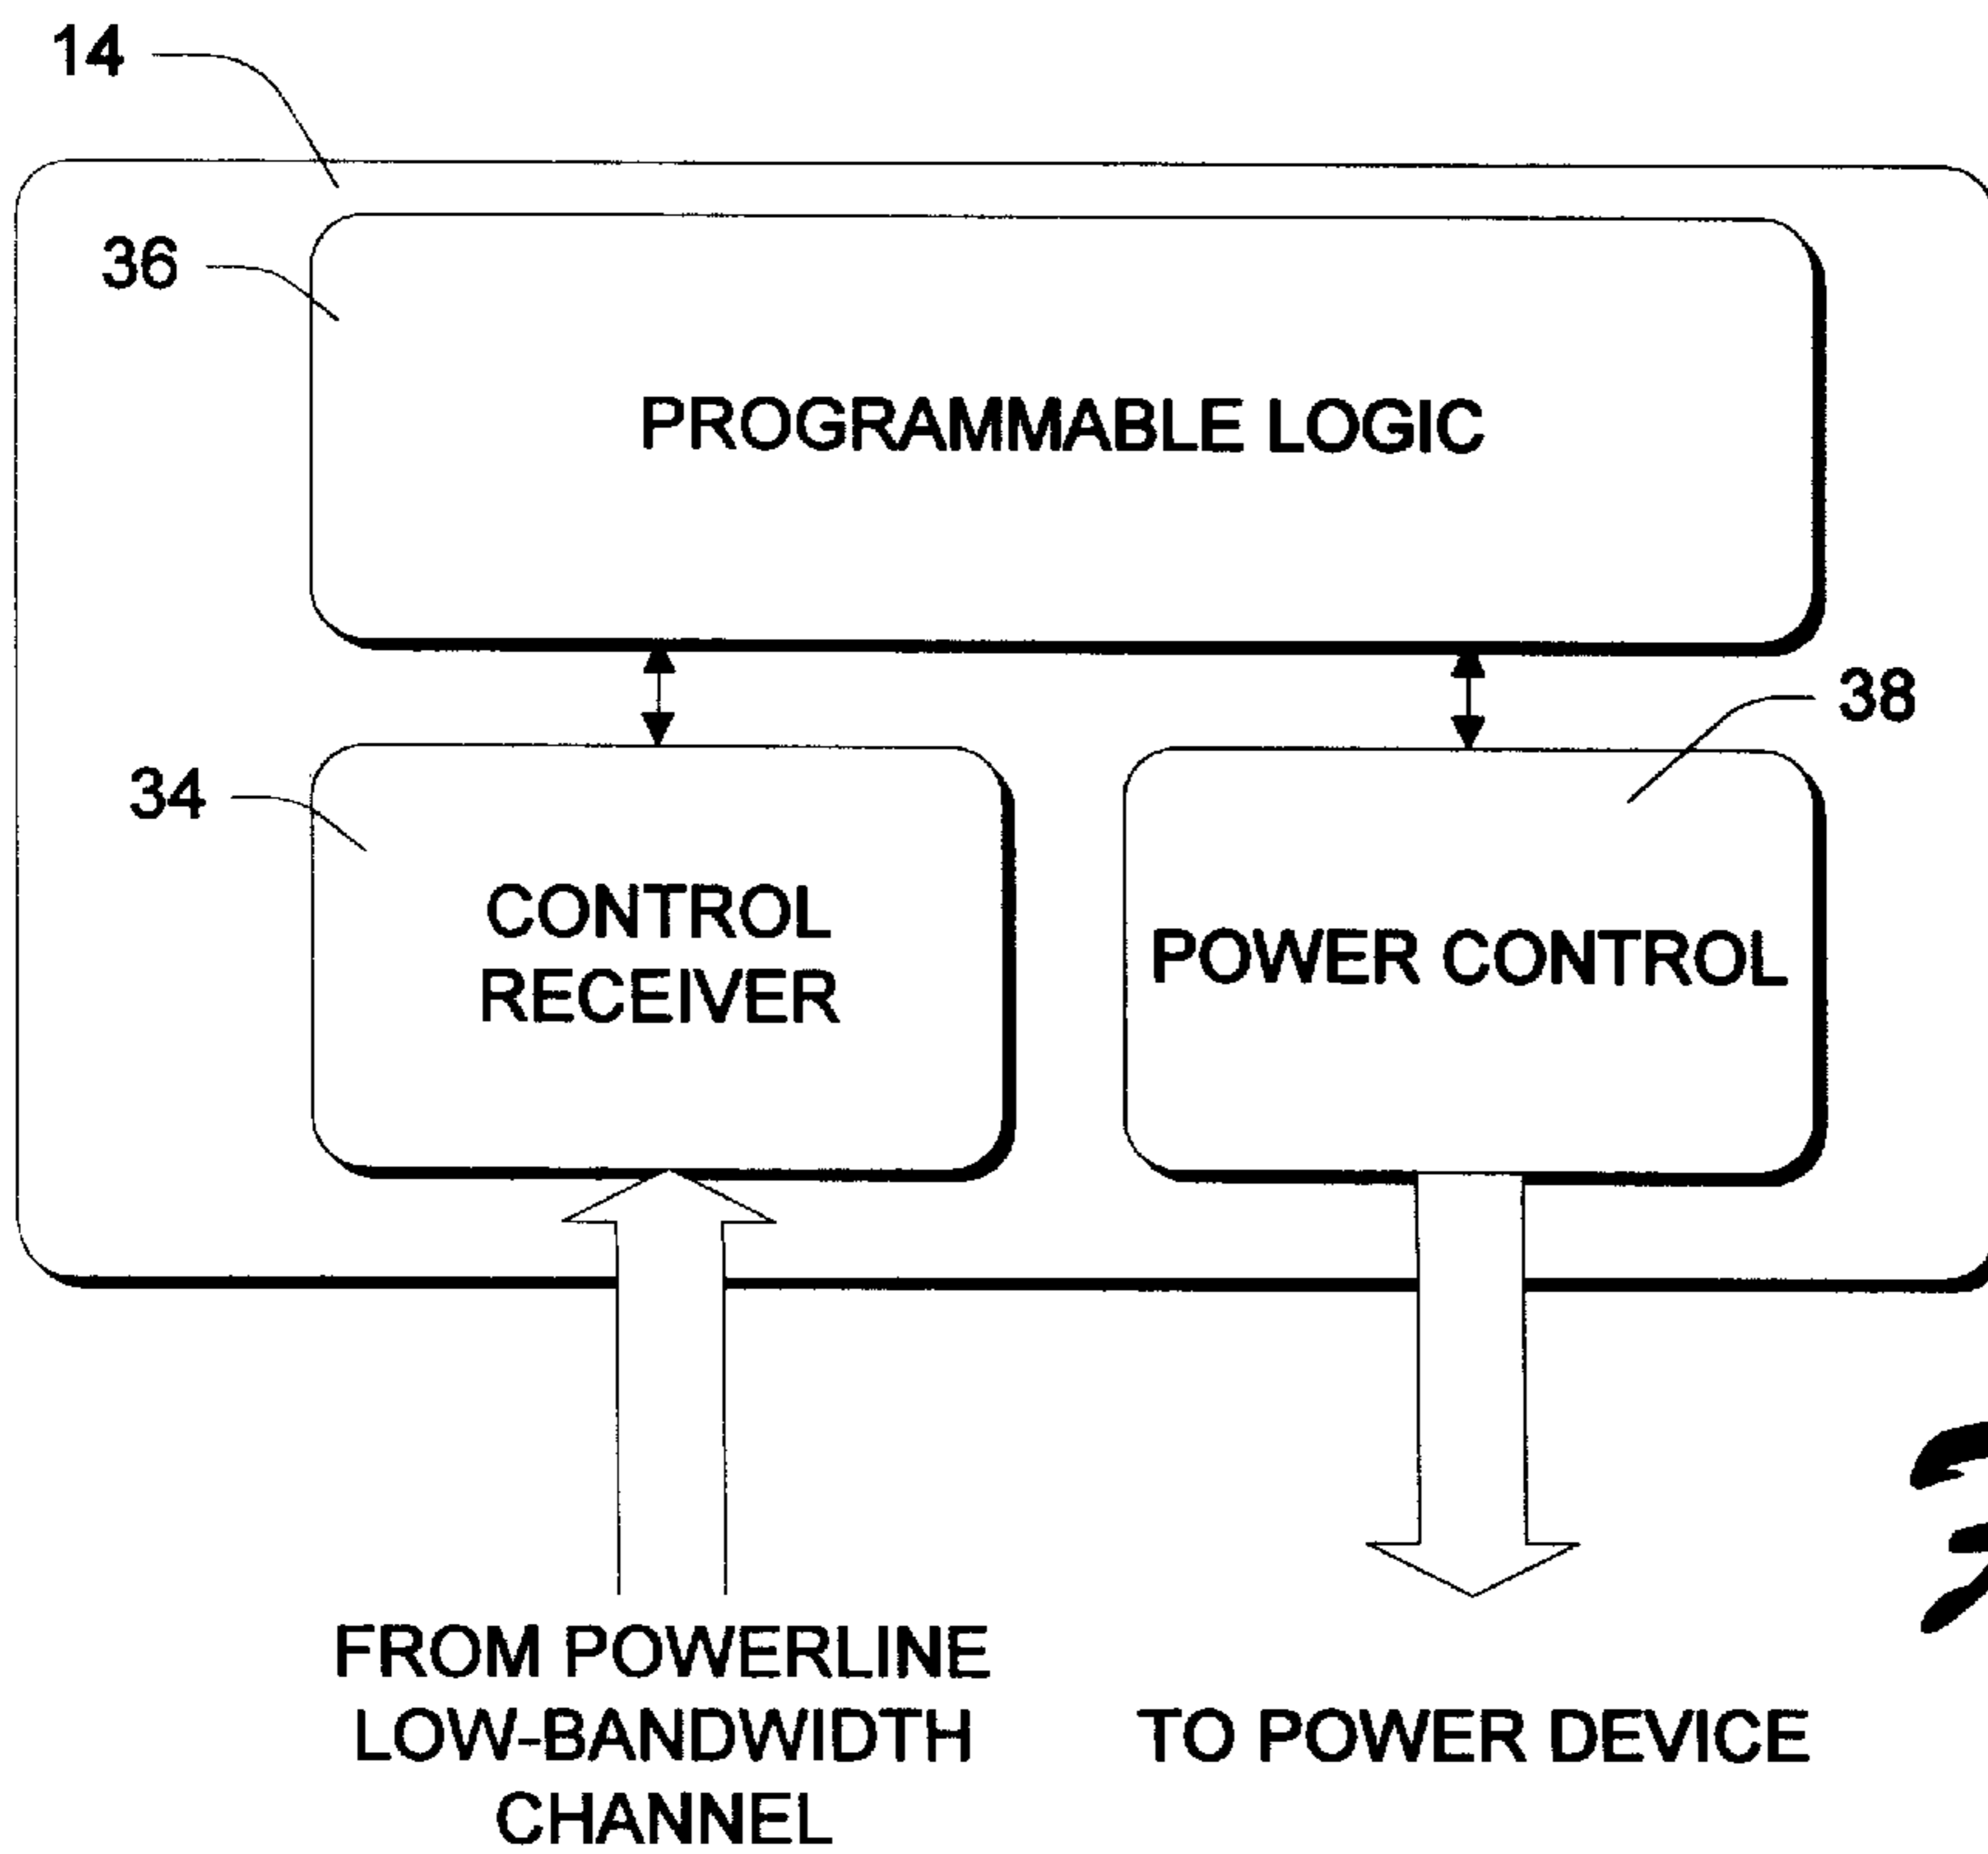 14
36
PROGRAMMABLE LOGIC
38
34
CONTROL
RECEIVER
POWER CONTROL
FROM POWERLINE
LOW-BANDWIDTH
CHANNEL
TO POWER DEVICE